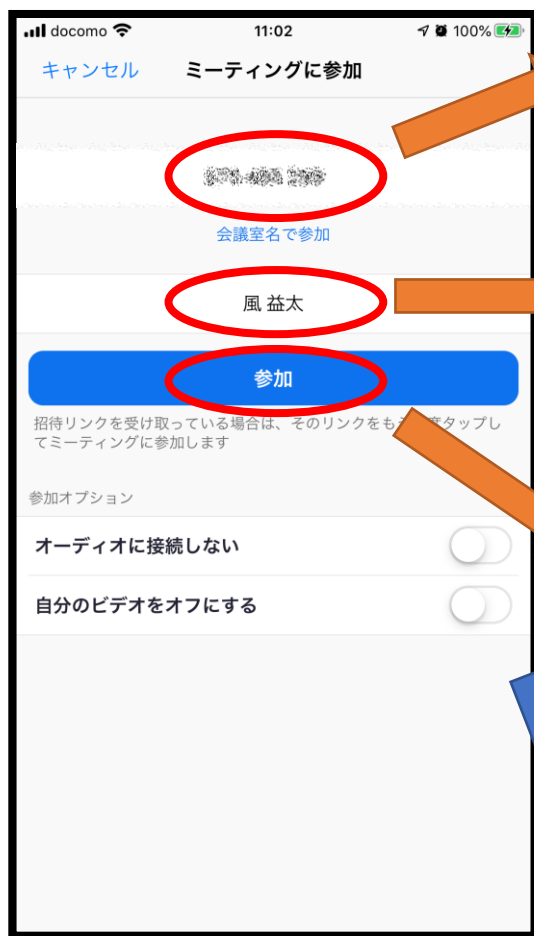 docomo 11:02 100%
キャンセル ミーティングに参加
会議室名で参加
風 益太
参加
招待リンクを受け取っている場合は、そのリンクをも 度タップし
てミーティングに参加します
参加オプション
オーディオに接続しない
自分のビデオをオフにする